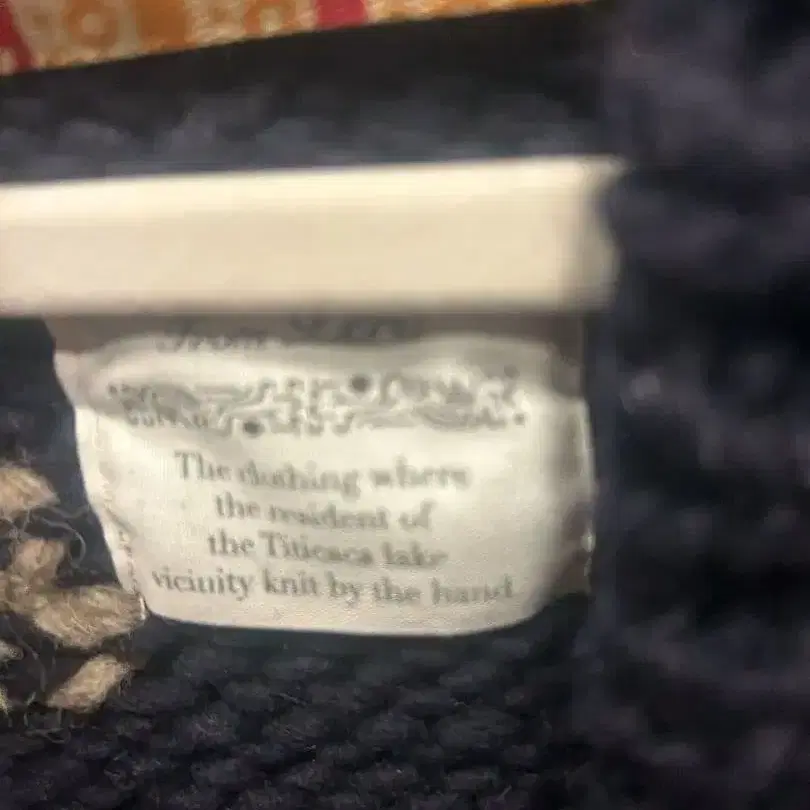 The clothing where
the resident of
the Titicaca lake
vicinity knit by the hand